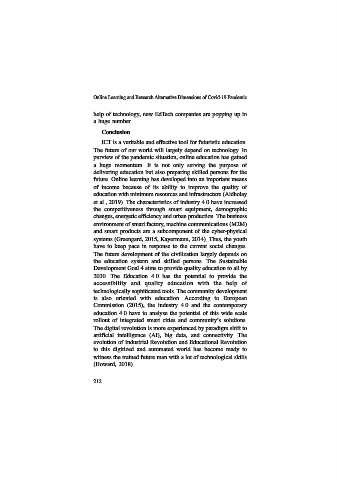 Online Learning and Research Alternative Dimensions of Covid-19 Pandemic
help of technology, new EdTech companies are popping up in
a huge number.
Conclusion
ICT is a veritable and effective tool for futuristic education.
The future of our world will largely depend on technology. In
purview of the pandemic situation, online education has gained
a huge momentum. It is not only serving the purpose of
delivering education but also preparing skilled persons for the
future. Online learning has developed into an important means
of income because of its ability to improve the quality of
education with minimum resources and infrastructure (Aldholay
et al., 2019). The characteristics of industry 4.0 have increased
the competitiveness through smart equipment, demographic
changes, energetic efficiency and urban production. The business
environment of smart factory, machine communications (M2M)
and smart products are a subcomponent of the cyber-physical
systems (Greengard, 2015; Kagermann, 2014). Thus, the youth
have to keep pace in response to the current social changes.
The future development of the civilization largely depends on
the education system and skilled persons. The Sustainable
Development Goal 4 aims to provide quality education to all by
2030. The Education 4.0 has the potential to provide the
accessibility and quality education with the help of
technologically sophisticated tools. The community development
is also oriented with education. According to European
Commission (2015), the industry 4.0 and the contemporary
education 4.0 have to analyse the potential of this wide scale
rollout of integrated smart cities and community's solutions.
The digital revolution is more experienced by paradigm shift to
artificial intelligence (AI), big data, and connectivity. The
evolution of Industrial Revolution and Educational Revolution
to this digitized and automated world has become ready to
witness the trained future man with a lot of technological skills
(Howard, 2018).
212